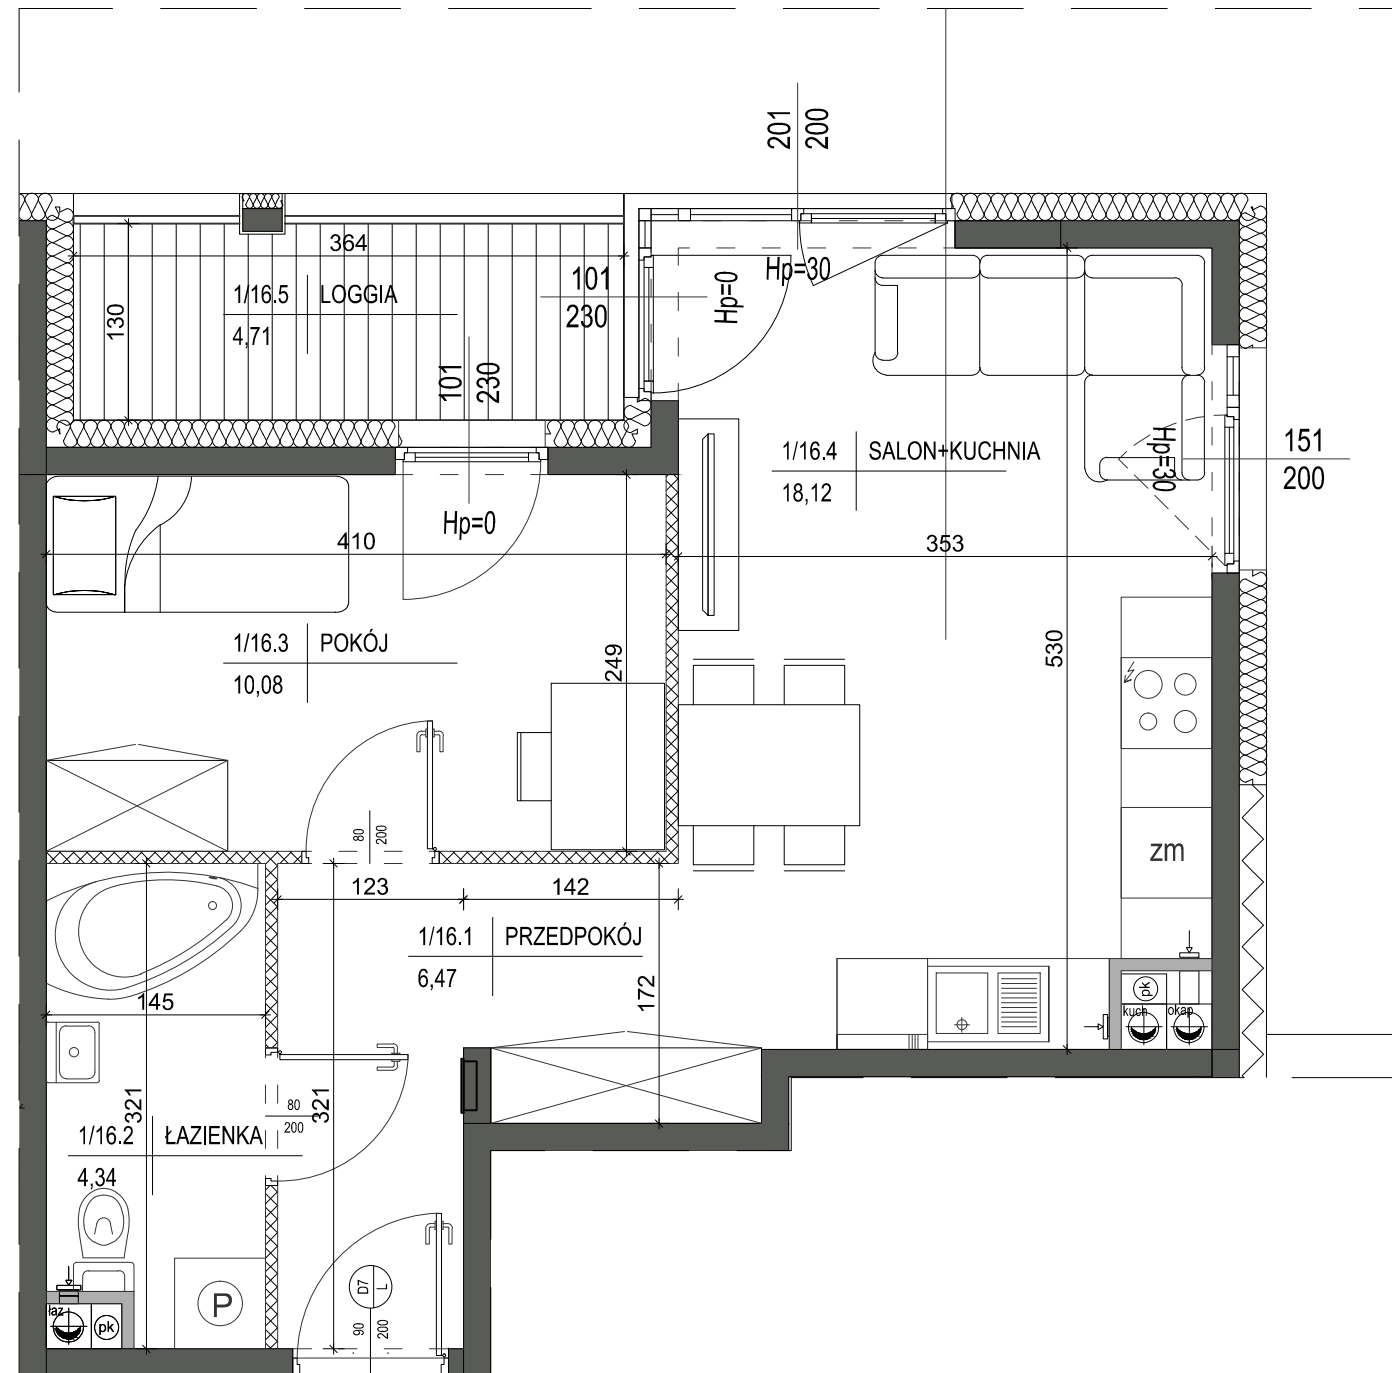 201
200
364
1/16.5 LOGGIA
4,71
130
101
230
101
230
Hp=0
Hp=30
1/16.4 SALON+KUCHNIA
18,12
Hp=30
151
200
Hp=0
410
353
1/16.3 POKÓJ
10,08
249
530
80
200
zm
123
142
1/16.1 PRZEDPOKÓJ
6,47
172
145
pk
kuch
okap
321
321
80
200
1/16.2 ŁAZIENKA
4,34
P
D7
L
łaz
pk
90
200